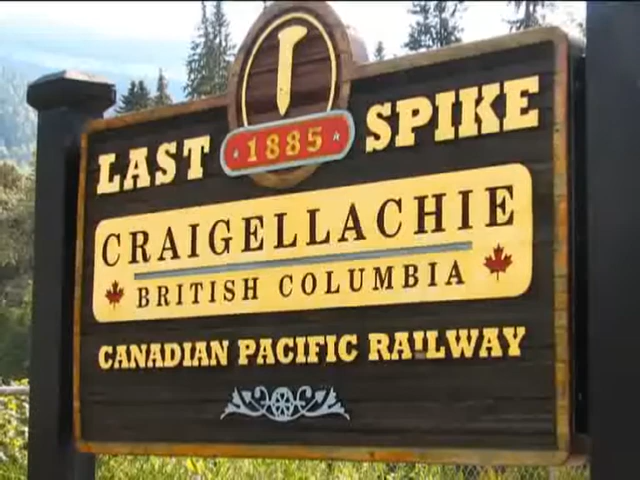 1885
LAST SPIKE
CRAIGELLACHIE
BRITISH COLUMBIA
CANADIAN PACIFIC RAILWAY